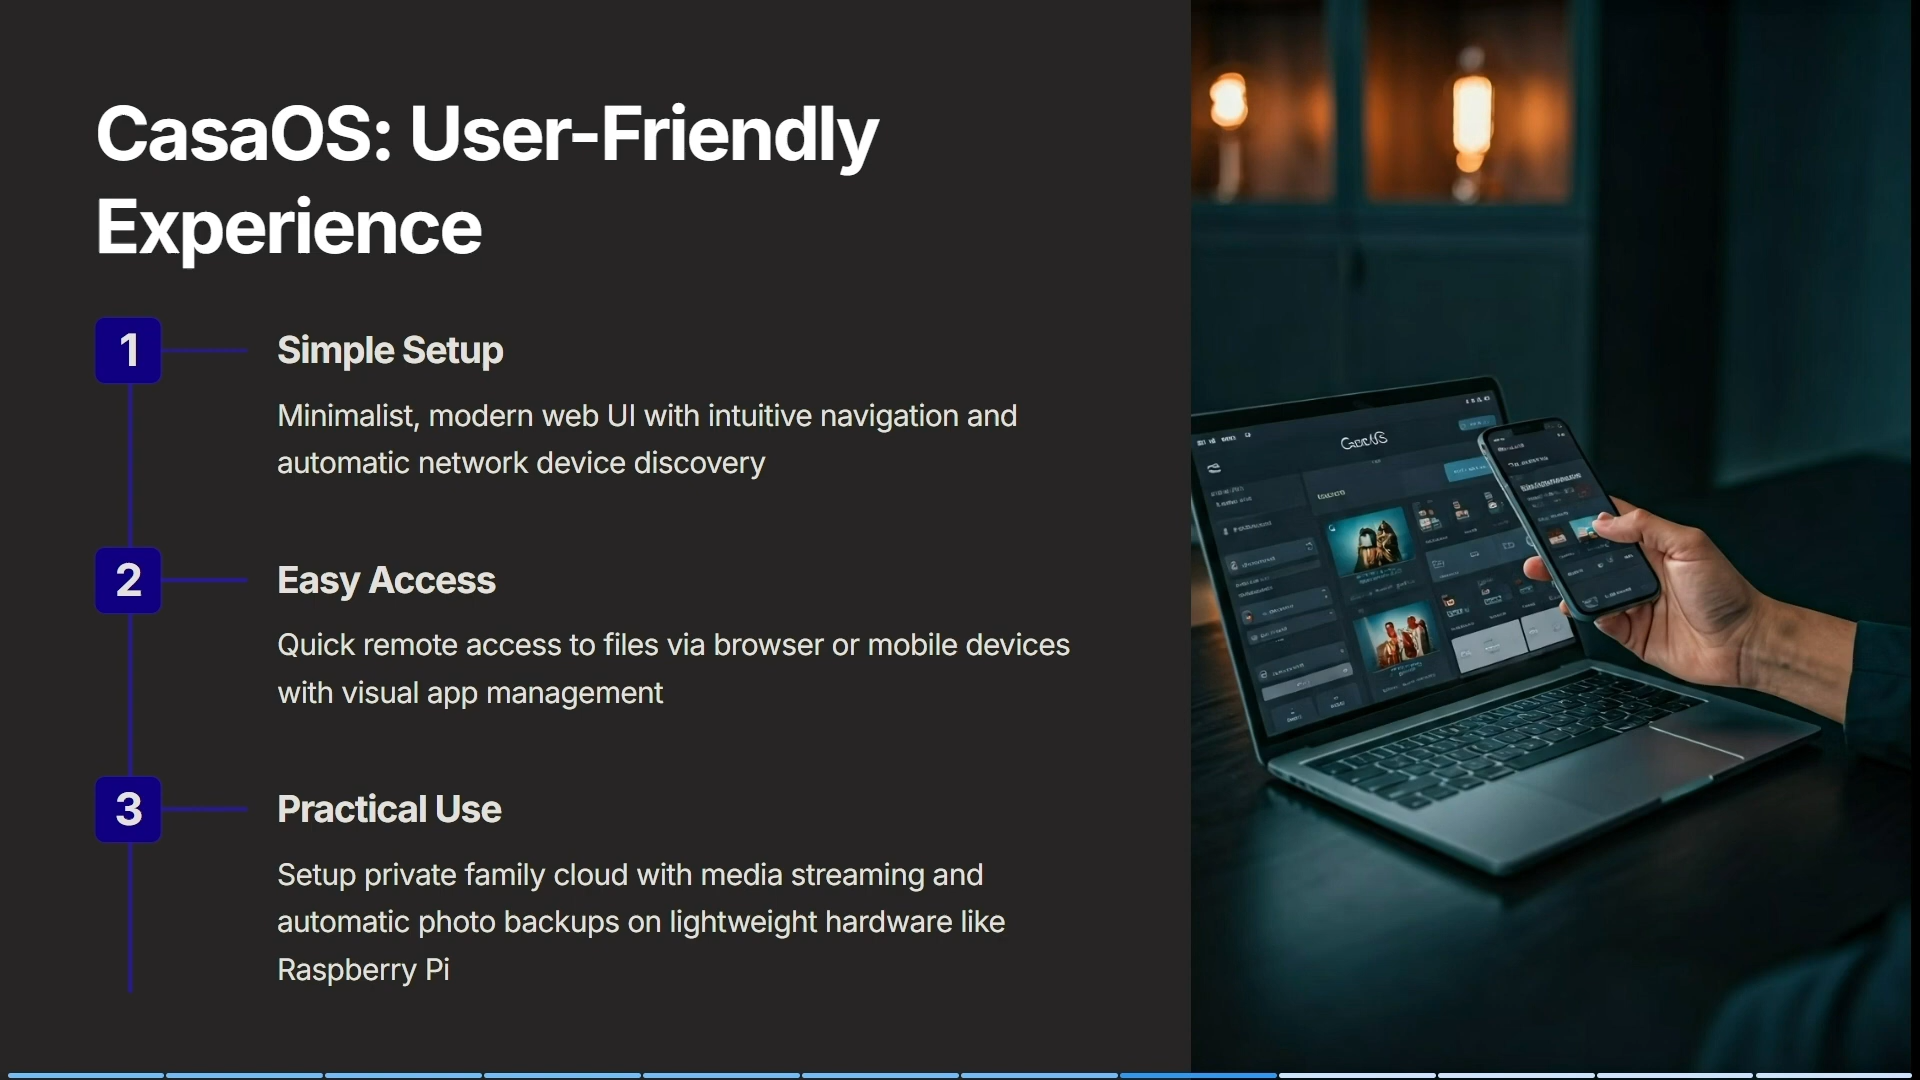 CasaOS: User-Friendly
Experience
1
Simple Setup
Minimalist, modern web UI with intuitive navigation and
automatic network device discovery
2
Easy Access
Quick remote access to files via browser or mobile devices
with visual app management
3
Practical Use
Setup private family cloud with media streaming and
automatic photo backups on lightweight hardware like
Raspberry Pi